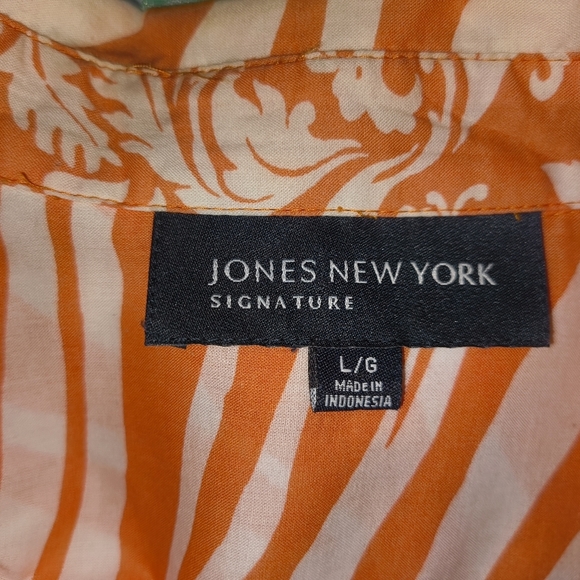 JONES NEW YORK
SIGNATURE
L/G
MADE IN
INDONESIA